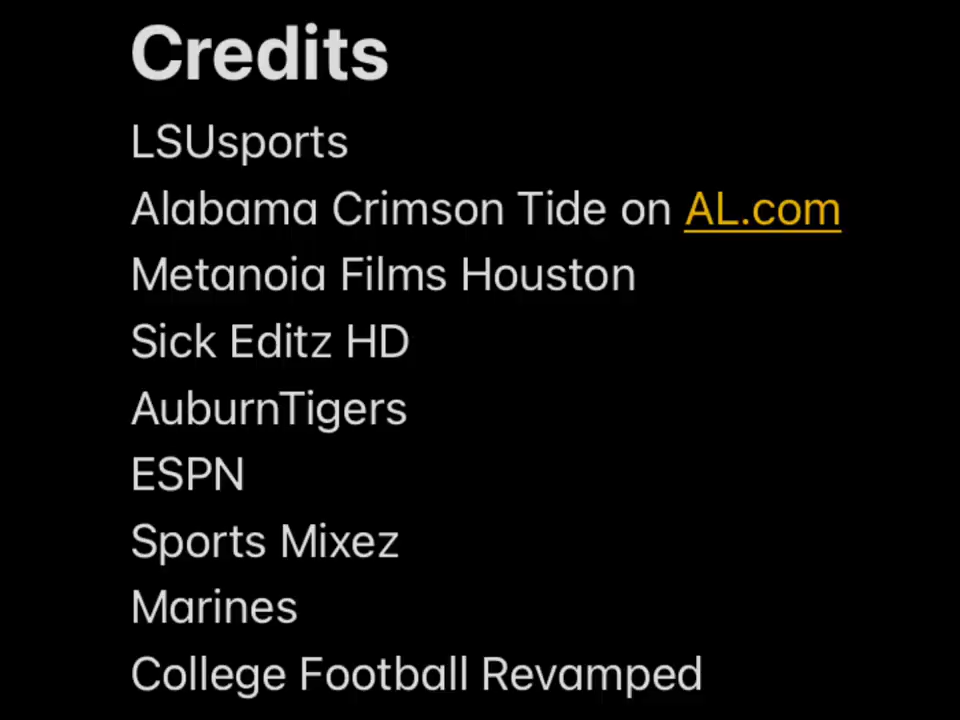 Credits
LSUsports
Alabama Crimson Tide on AL.com
Metanoia Films Houston
Sick Editz HD
AuburnTigers
ESPN
Sports Mixez
Marines
College Football Revamped